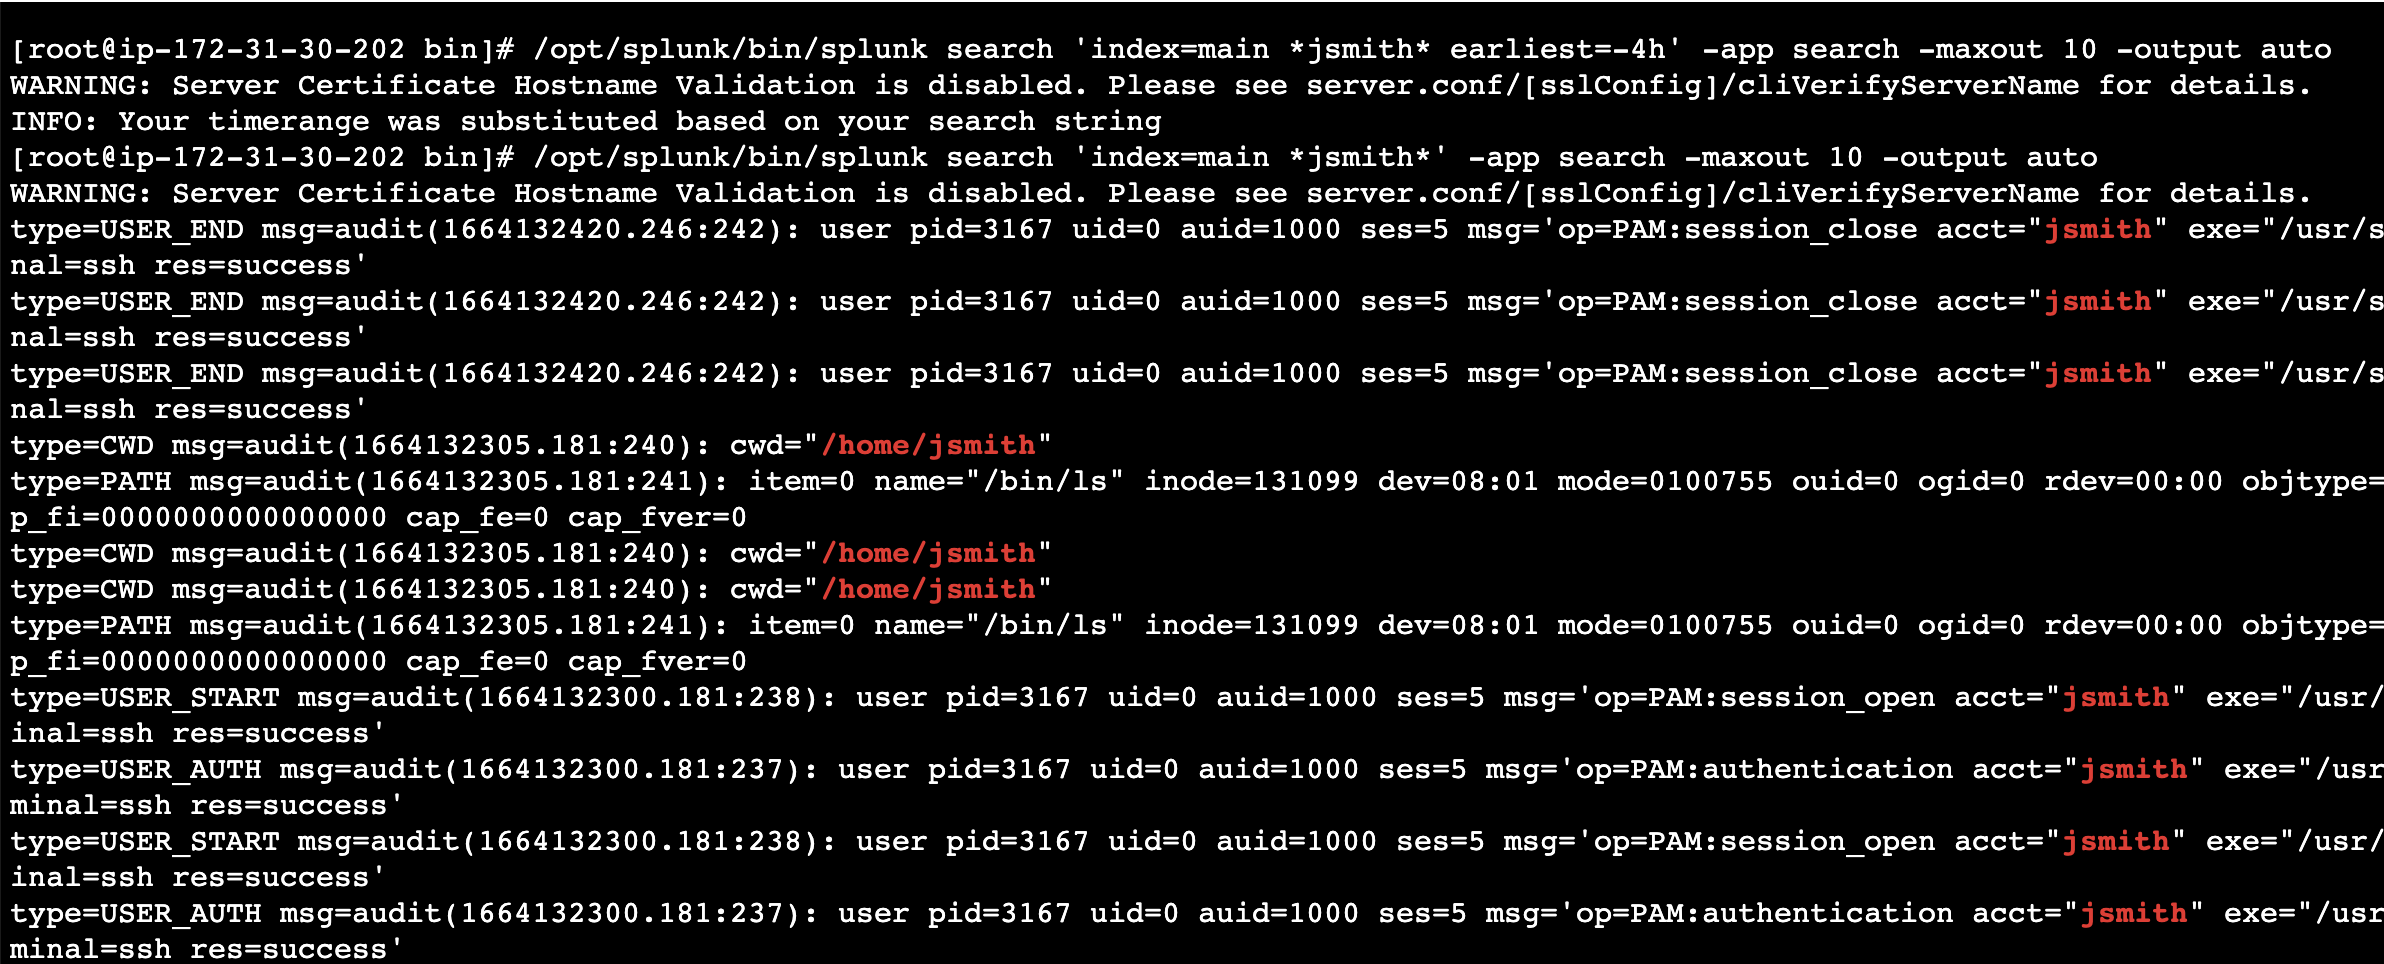 [root@ip-172-31-30-202 bin]# /opt/splunk/bin/splunk search 'index=main *jsmith* earliest=-4h' -app search -maxout 10 -output auto
WARNING: Server Certificate Hostname Validation is disabled. Please see server.conf/[sslConfig]/cliVerifyServerName for details.
INFO: Your timerange was substituted based on your search string
[root@ip-172-31-30-202 bin]# /opt/splunk/bin/splunk search 'index=main *jsmith*' -app search -maxout 10 -output auto
WARNING: Server Certificate Hostname Validation is disabled. Please see server.conf/[sslConfig]/cliVerifyServerName for details.
type=USER_END msg=audit(1664132420.246:242): user pid=3167 uid=0 auid=1000 ses=5 msg='op=PAM:session_close acct="jsmith" exe="/usr/s
nal=ssh res=success'
type=USER_END msg=audit(1664132420.246:242): user pid=3167 uid=0 auid=1000 ses=5 msg='op=PAM:session_close acct="jsmith" exe="/usr/s
nal=ssh res=success'
type=USER_END msg=audit(1664132420.246:242): user pid=3167 uid=0 auid=1000 ses=5 msg='op=PAM:session_close acct="jsmith" exe="/usr/s
nal=ssh res=success'
type=CWD msg=audit(1664132305.181:240): cwd="/home/jsmith"
type=PATH msg=audit(1664132305.181:241): item=0 name="/bin/ls" inode=131099 dev=08:01 mode=0100755 ouid=0 ogid=0 rdev=00:00 objtype=
p_fi=0000000000000000 cap_fe=0 cap_fver=0
type=CWD msg=audit(1664132305.181:240): cwd="/home/jsmith"
type=CWD msg=audit(1664132305.181:240): cwd="/home/jsmith"
type=PATH msg=audit(1664132305.181:241): item=0 name="/bin/ls" inode=131099 dev=08:01 mode=0100755 ouid=0 ogid=0 rdev=00:00 objtype=
p_fi=0000000000000000 cap_fe=0 cap_fver=0
type=USER_START msg=audit(1664132300.181:238): user pid=3167 uid=0 auid=1000 ses=5 msg='op=PAM:session_open acct="jsmith" exe="/usr/
inal=ssh res=success'
type=USER_AUTH msg=audit(1664132300.181:237): user pid=3167 uid=0 auid=1000 ses=5 msg='op=PAM:authentication acct="jsmith" exe="/usr
minal=ssh res=success'
type=USER_START msg=audit(1664132300.181:238): user pid=3167 uid=0 auid=1000 ses=5 msg='op=PAM:session_open acct="jsmith" exe="/usr/
inal=ssh res=success'
type=USER_AUTH msg=audit(1664132300.181:237): user pid=3167 uid=0 auid=1000 ses=5 msg='op=PAM:authentication acct="jsmith" exe="/usr
minal=ssh res=success'